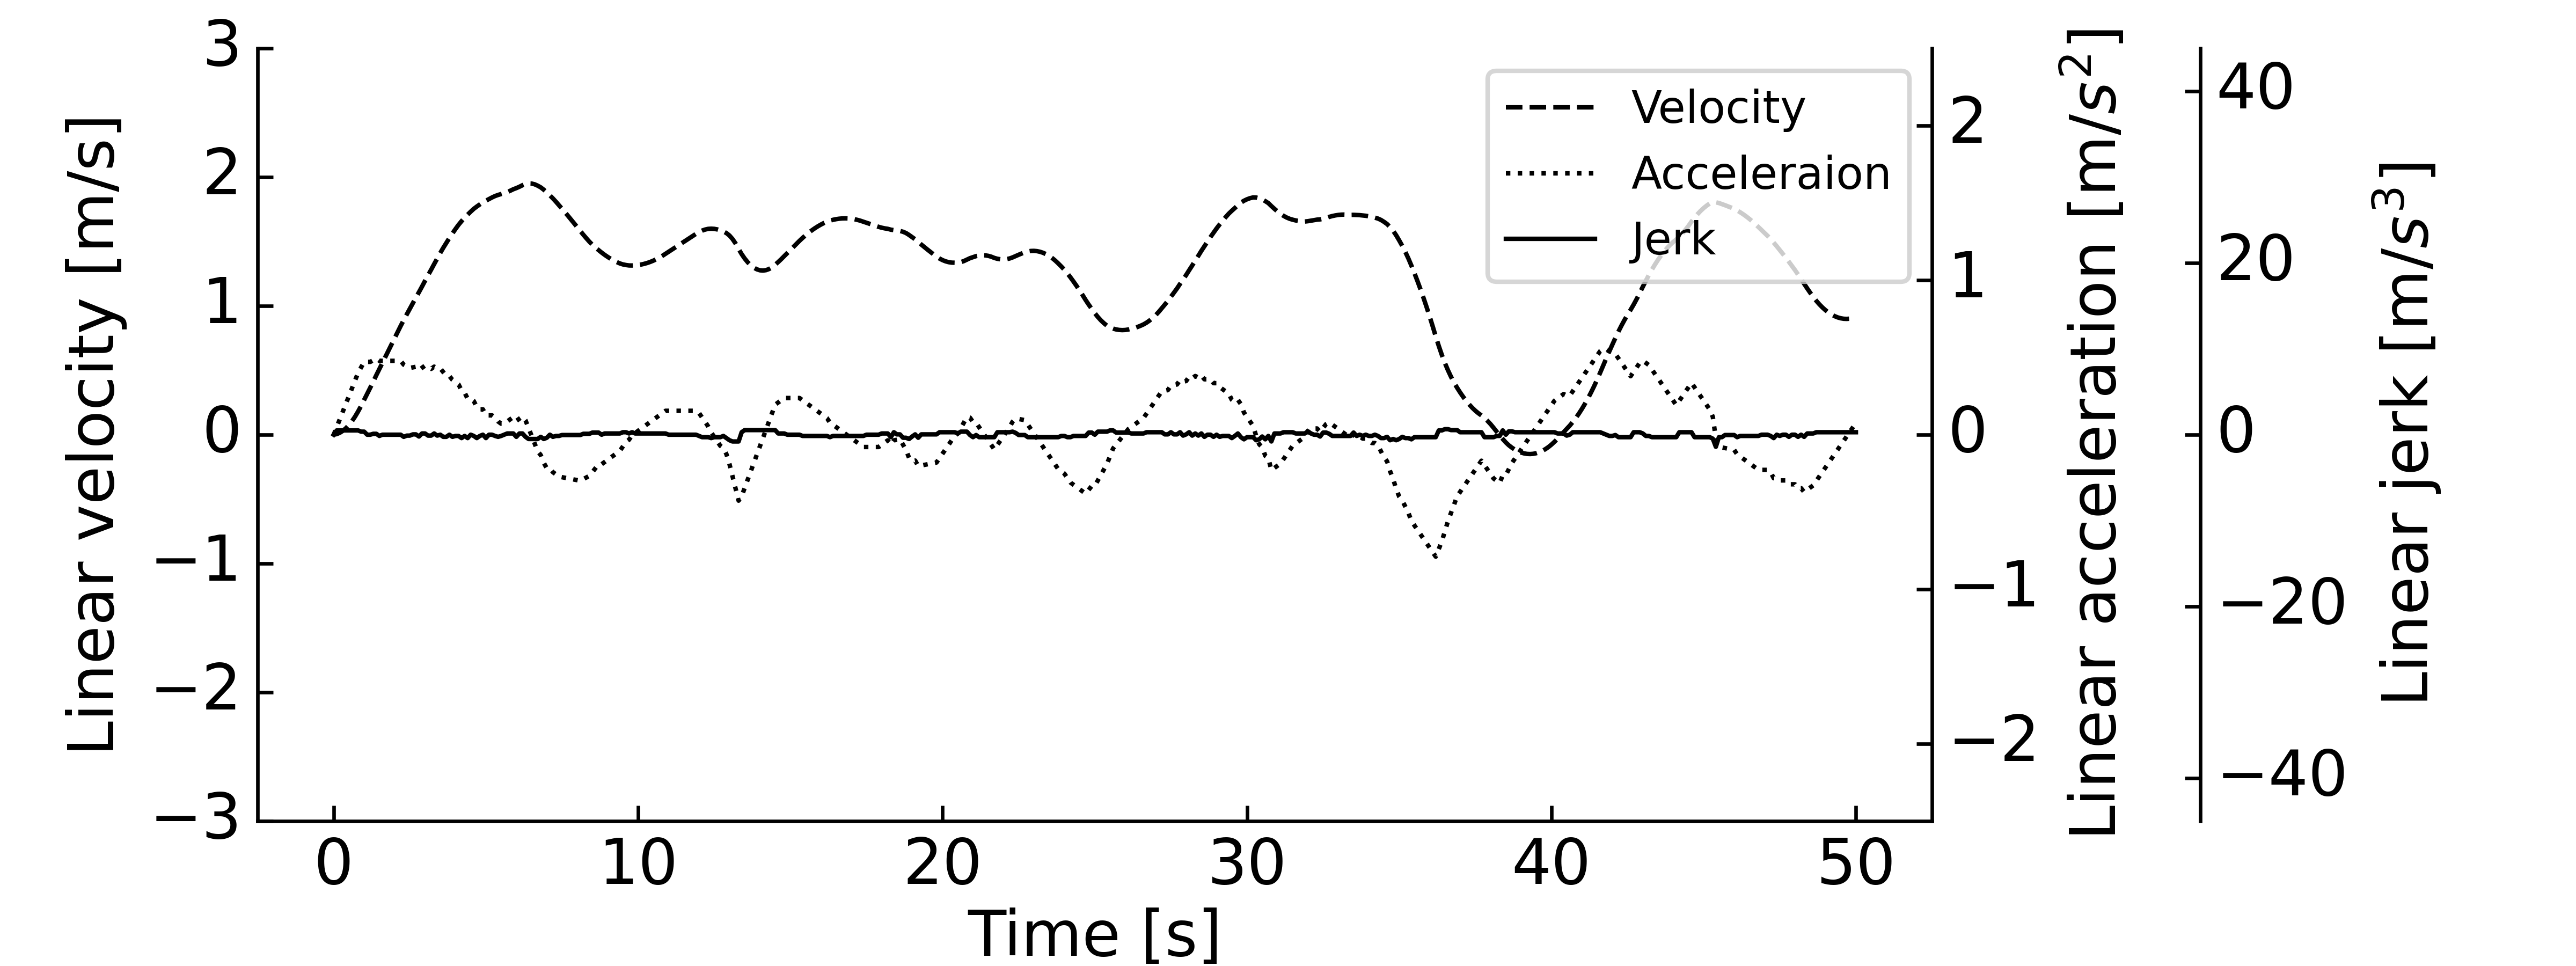 Linear velocity [m/s]
3
2
1
0
−1
−2
−3
0 10 20 30 40 50
Time [s]
Velocity
Acceleraion
Jerk
2
1
0
−1
−2
Linear acceleration [m/s²]
40
20
0
−20
−40
Linear jerk [m/s³]